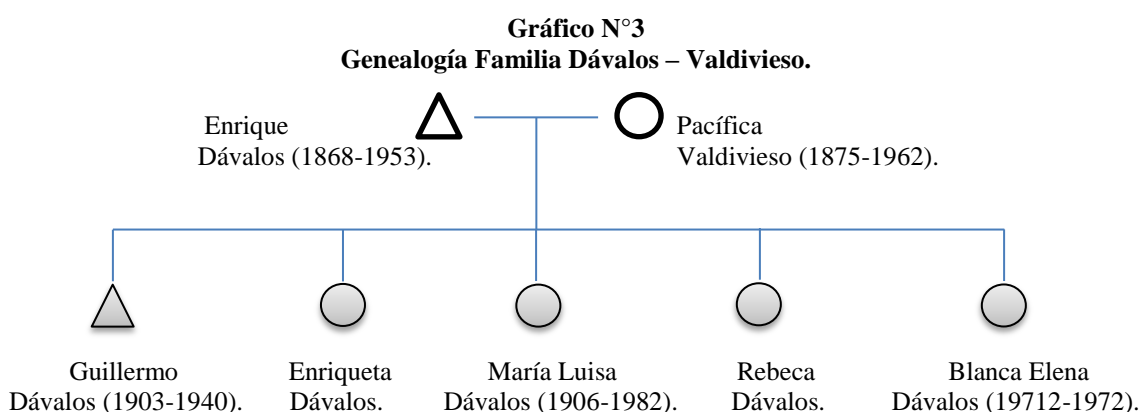 Gráfico N°3
Genealogía Familia Dávalos – Valdivieso.
Enrique
Dávalos (1868-1953).
Pacífica
Valdivieso (1875-1962).
Guillermo
Dávalos (1903-1940).
Enriqueta
Dávalos.
María Luisa
Dávalos (1906-1982).
Rebeca
Dávalos.
Blanca Elena
Dávalos (19712-1972).